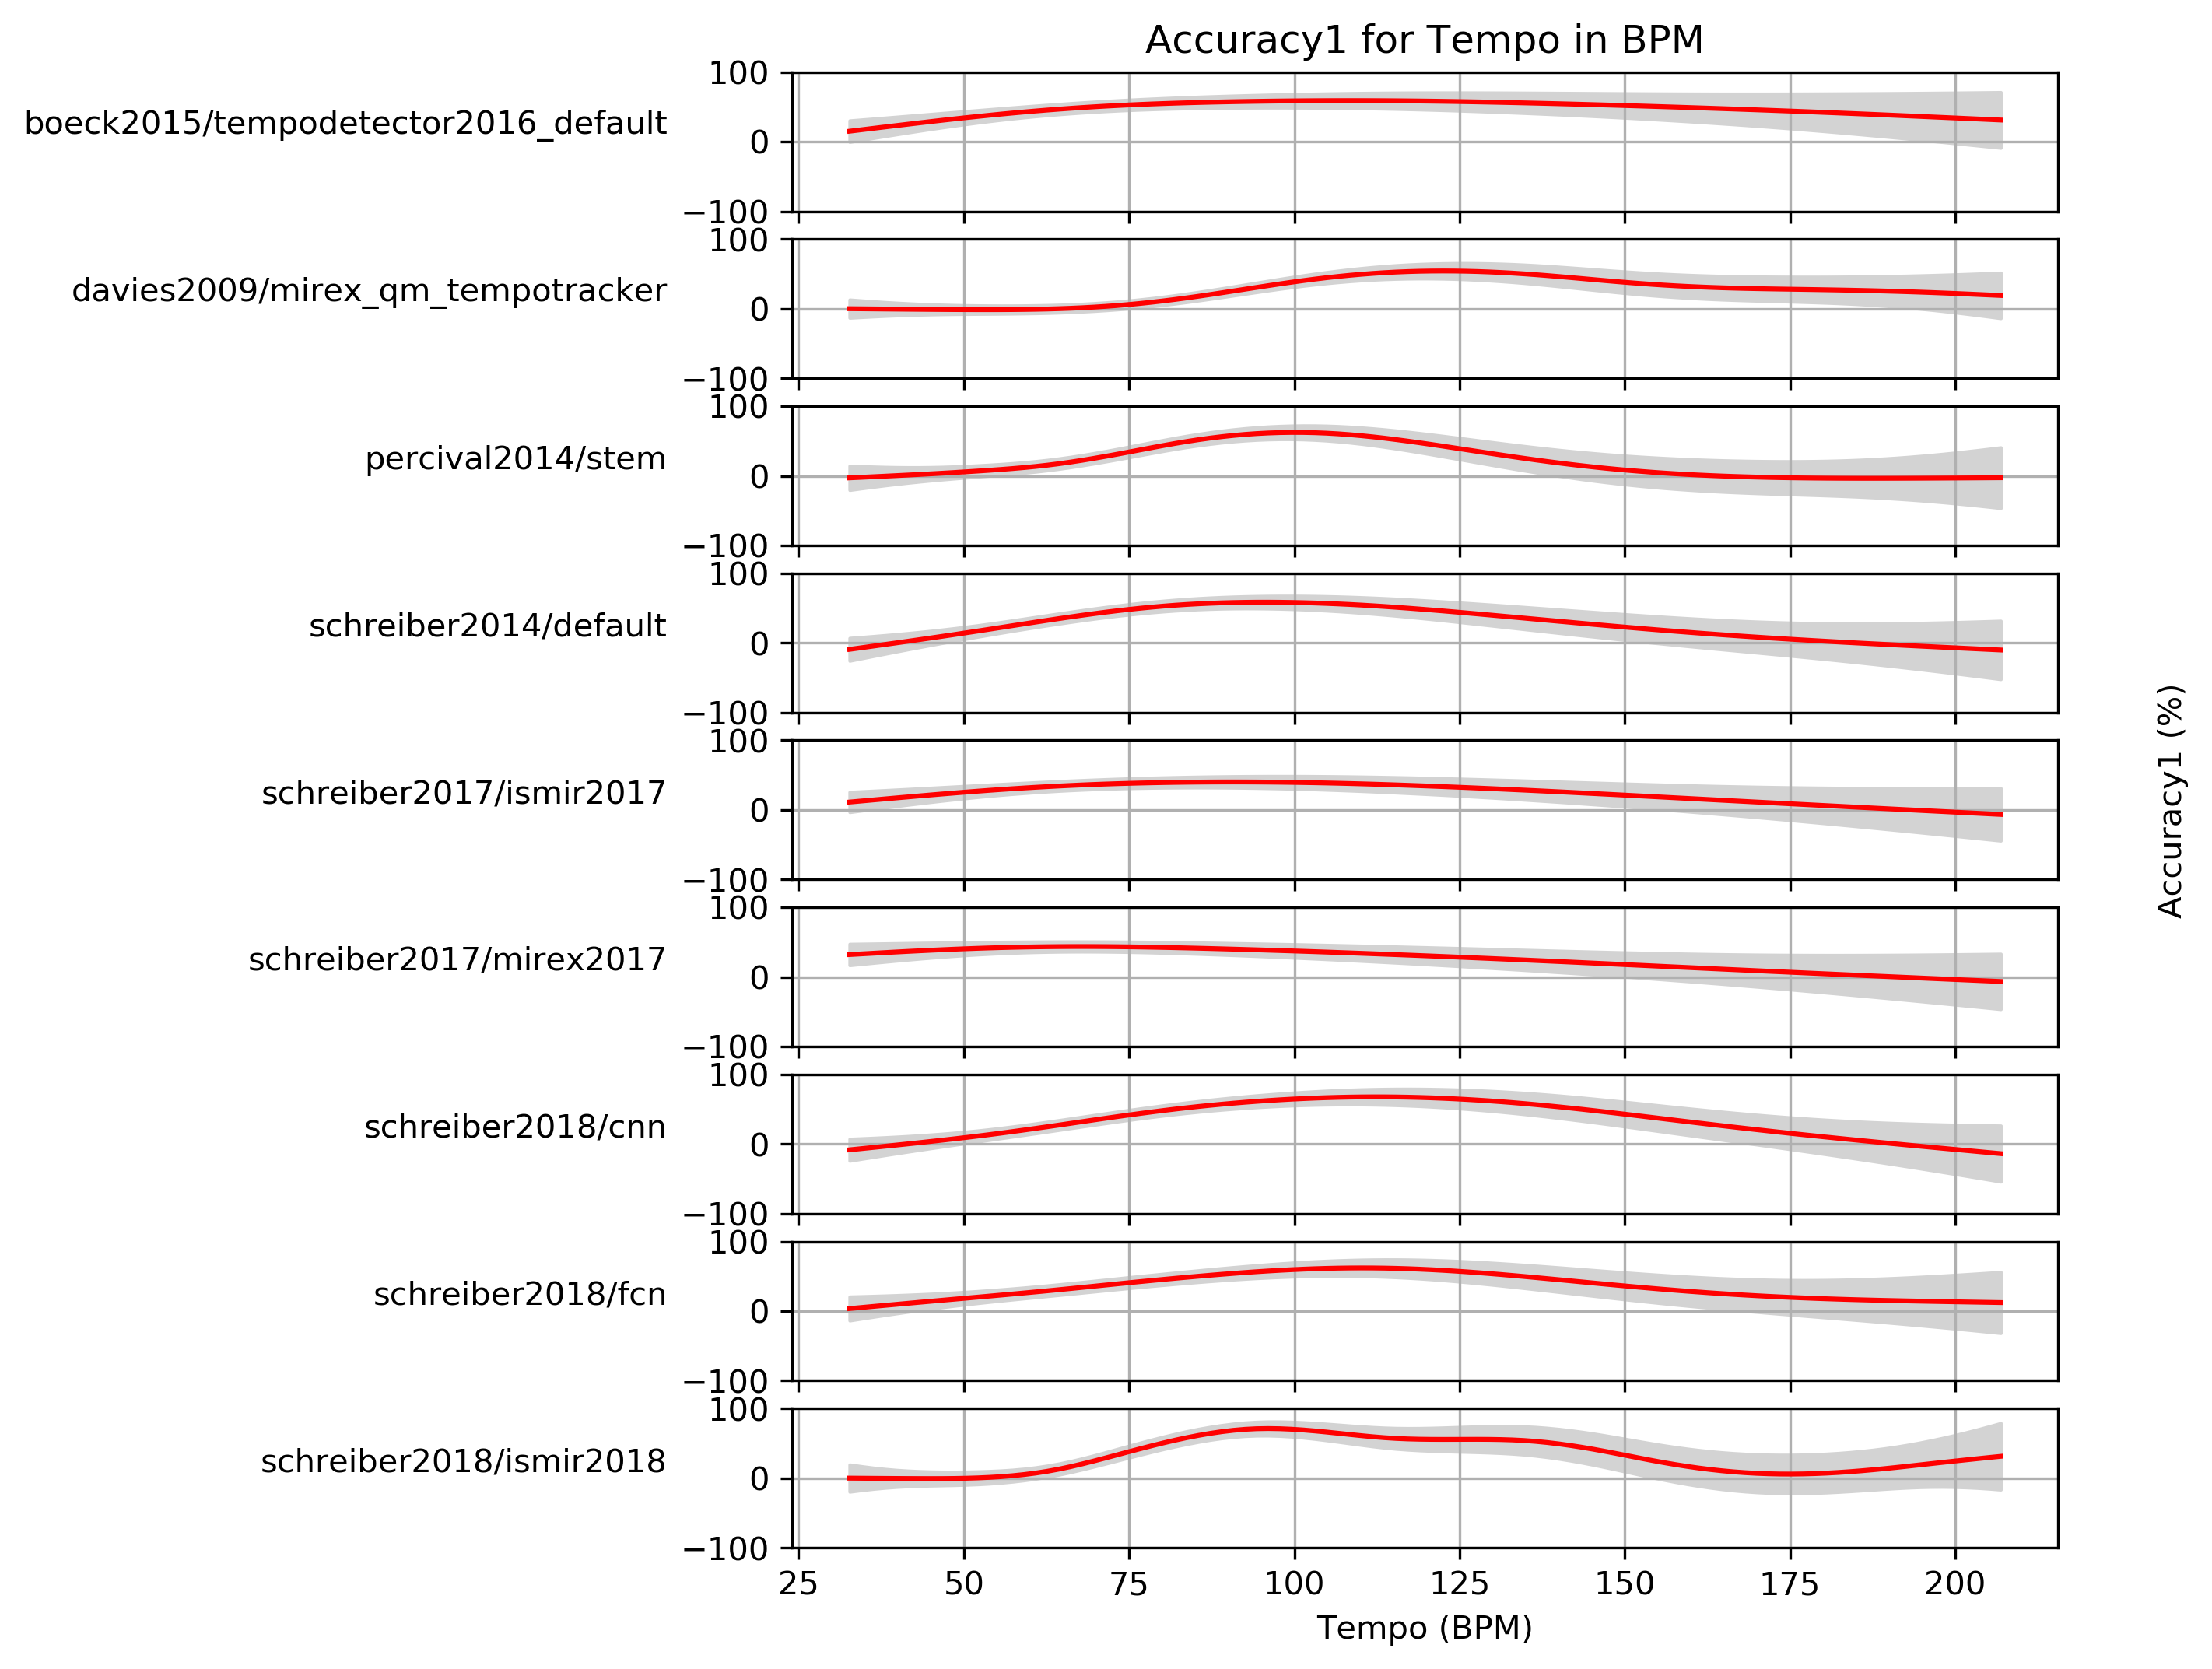 Accuracy1 for Tempo in BPM
boeck2015/tempodetector2016_default
100
0
−100
davies2009/mirex_qm_tempotracker
100
0
−100
percival2014/stem
100
0
−100
schreiber2014/default
100
0
−100
schreiber2017/ismir2017
100
0
−100
schreiber2017/mirex2017
100
0
−100
schreiber2018/cnn
100
0
−100
schreiber2018/fcn
100
0
−100
schreiber2018/ismir2018
100
0
−100
25 50 75 100 125 150 175 200
Tempo (BPM)
Accuracy1 (%)